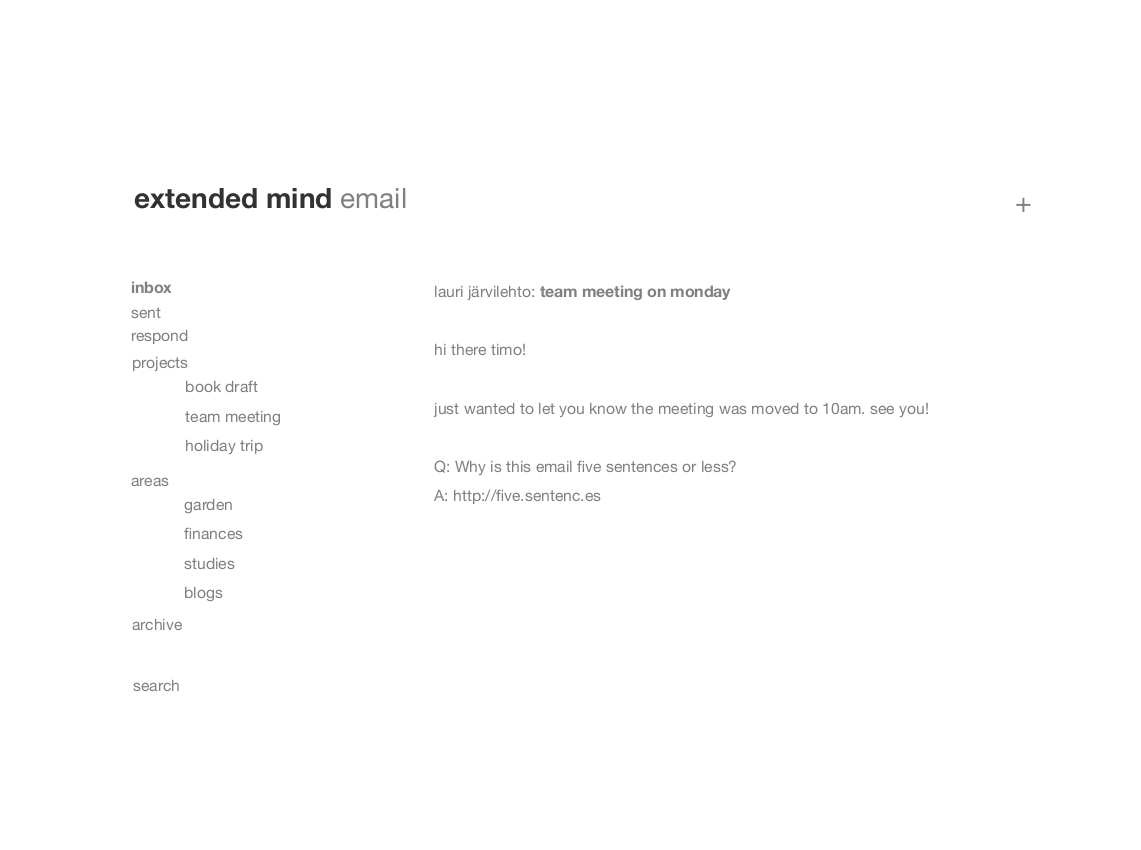 extended mind email
+
inbox
sent
respond
projects
book draft
team meeting
holiday trip
areas
garden
finances
studies
blogs
archive
search
lauri järvilehto: team meeting on monday
hi there timo!
just wanted to let you know the meeting was moved to 10am. see you!
Q: Why is this email five sentences or less?
A: http://five.sentenc.es